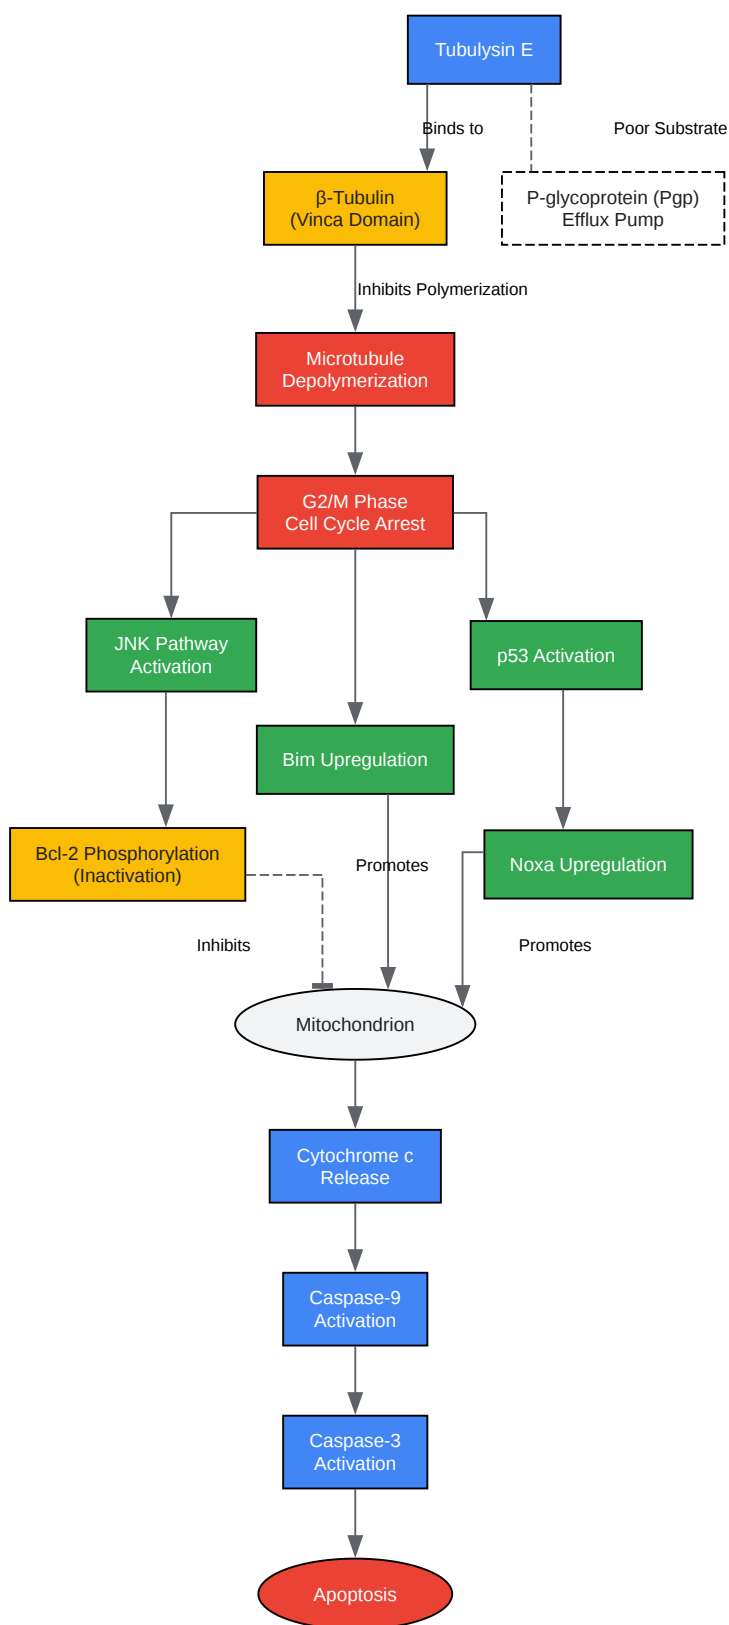 Tubulysin E
Binds to
Poor Substrate
β-Tubulin
(Vinca Domain)
P-glycoprotein (Pgp)
Efflux Pump
Inhibits Polymerization
Microtubule
Depolymerization
G2/M Phase
Cell Cycle Arrest
JNK Pathway
Activation
p53 Activation
Bim Upregulation
Bcl-2 Phosphorylation
(Inactivation)
Promotes
Noxa Upregulation
Inhibits
Promotes
Mitochondrion
Cytochrome c
Release
Caspase-9
Activation
Caspase-3
Activation
Apoptosis